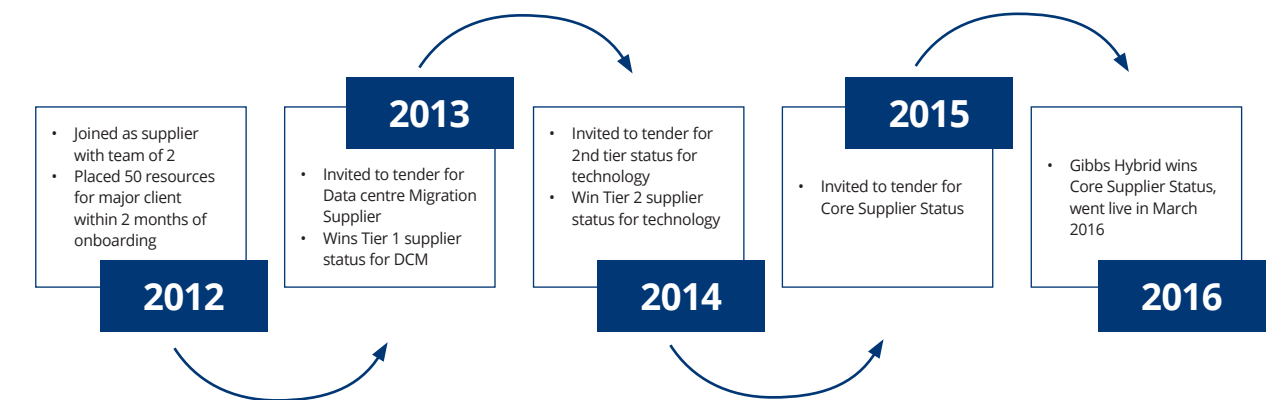 • Joined as supplier
with team of 2
• Placed 50 resources
for major client
within 2 months of
onboarding
2012
2013
• Invited to tender for
Data centre Migration
Supplier
• Wins Tier 1 supplier
status for DCM
• Invited to tender for
2nd tier status for
technology
• Win Tier 2 supplier
status for technology
2014
2015
• Invited to tender for
Core Supplier Status
• Gibbs Hybrid wins
Core Supplier Status,
went live in March
2016
2016